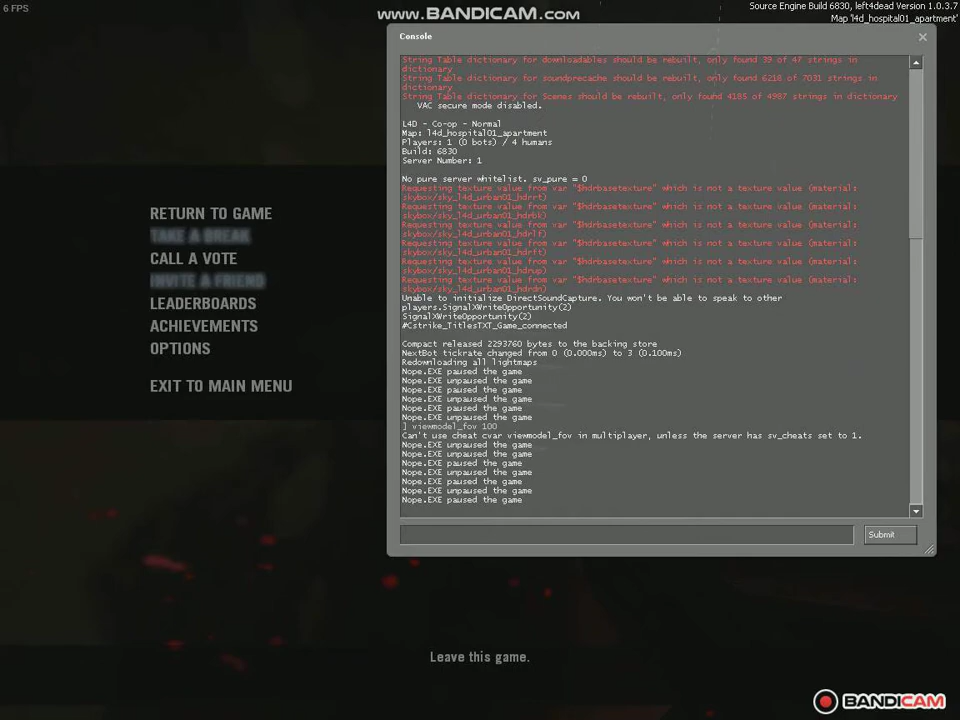 6 FPS
www.BANDICAM.com
Source Engine Build 6830, left4dead Version 1.0.3.7
Map 'l4d_hospital01_apartment'
Console
String Table dictionary for downloadables should be rebuilt, only found 39 of 47 strings in
dictionary
String Table dictionary for soundprecache should be rebuilt, only found 6218 of 7031 strings in
dictionary
String Table dictionary for Scenes should be rebuilt, only found 4185 of 4987 strings in dictionary
VAC secure mode disabled.
L4D - Co-op - Normal
Map: l4d_hospital01_apartment
Players: 1 (0 bots) / 4 humans
Build: 6830
Server Number: 1
No pure server whitelist. sv_pure = 0
Requesting texture value from var "$hdrbasetexture" which is not a texture value (material:
skybox/sky_l4d_urban01_hdrrt)
Requesting texture value from var "$hdrbasetexture" which is not a texture value (material:
skybox/sky_l4d_urban01_hdrbk)
Requesting texture value from var "$hdrbasetexture" which is not a texture value (material:
skybox/sky_l4d_urban01_hdrlf)
Requesting texture value from var "$hdrbasetexture" which is not a texture value (material:
skybox/sky_l4d_urban01_hdrft)
Requesting texture value from var "$hdrbasetexture" which is not a texture value (material:
skybox/sky_l4d_urban01_hdrup)
Requesting texture value from var "$hdrbasetexture" which is not a texture value (material:
skybox/sky_l4d_urban01_hdrdn)
Unable to initialize DirectSoundCapture. You won't be able to speak to other
players.SignalXWriteOpportunity(2)
SignalXWriteOpportunity(2)
#Cstrike_TitlesTXT_Game_connected
Compact released 2293760 bytes to the backing store
NextBot tickrate changed from 0 (0.000ms) to 3 (0.100ms)
Redownloading all lightmaps
Nope.EXE paused the game
Nope.EXE unpaused the game
Nope.EXE paused the game
Nope.EXE unpaused the game
Nope.EXE paused the game
Nope.EXE unpaused the game
] viewmodel_fov 100
Can't use cheat cvar viewmodel_fov in multiplayer, unless the server has sv_cheats set to 1.
Nope.EXE unpaused the game
Nope.EXE unpaused the game
Nope.EXE paused the game
Nope.EXE unpaused the game
Nope.EXE paused the game
Nope.EXE unpaused the game
Nope.EXE paused the game
Submit
RETURN TO GAME
TAKE A BREAK
CALL A VOTE
INVITE A FRIEND
LEADERBOARDS
ACHIEVEMENTS
OPTIONS
EXIT TO MAIN MENU
Leave this game.
BANDICAM